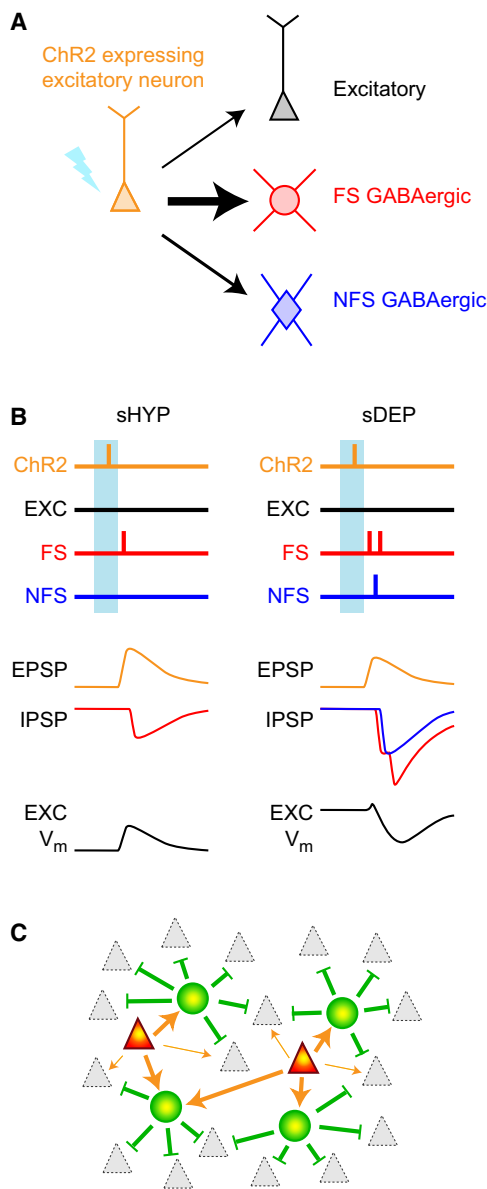 A
ChR2 expressing
excitatory neuron
Excitatory
FS GABAergic
NFS GABAergic
B
sHYP
sDEP
ChR2
EXC
FS
NFS
EPSP
IPSP
EXC
Vm
ChR2
EXC
FS
NFS
EPSP
IPSP
EXC
Vm
C